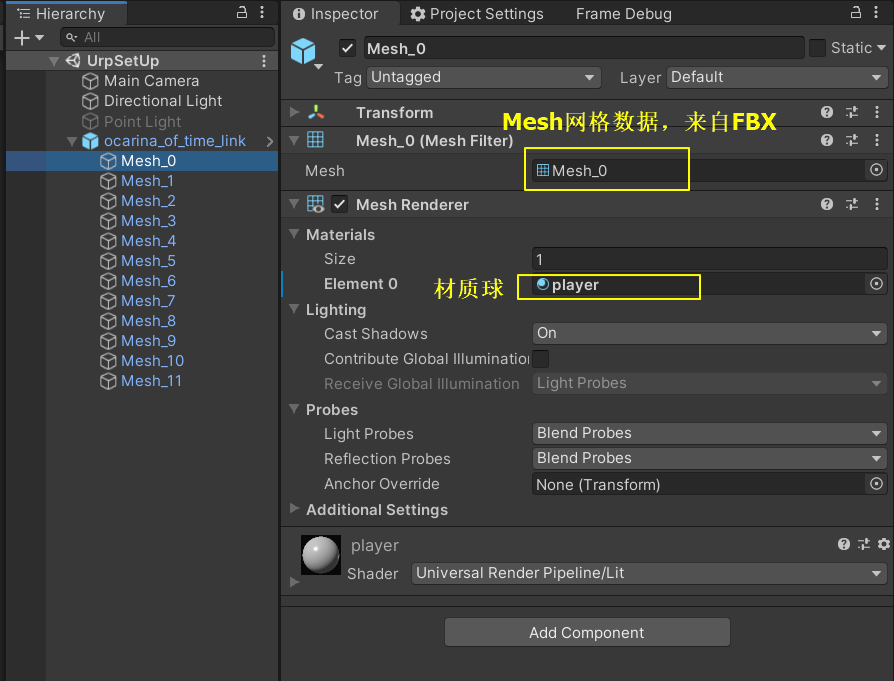 Hierarchy
All
UrpSetUp
Main Camera
Directional Light
Point Light
ocarina_of_time_link
Mesh_0
Mesh_1
Mesh_2
Mesh_3
Mesh_4
Mesh_5
Mesh_6
Mesh_7
Mesh_8
Mesh_9
Mesh_10
Mesh_11
Inspector
Project Settings
Frame Debug
Mesh_0
Static
Tag Untagged Layer Default
Transform
Mesh网格数据，来自FBX
Mesh_0 (Mesh Filter)
Mesh Mesh_0
Mesh Renderer
Materials
Size 1
Element 0 材质球 player
Lighting
Cast Shadows On
Contribute Global Illumination
Receive Global Illumination Light Probes
Probes
Light Probes Blend Probes
Reflection Probes Blend Probes
Anchor Override None (Transform)
Additional Settings
player
Shader Universal Render Pipeline/Lit
Add Component